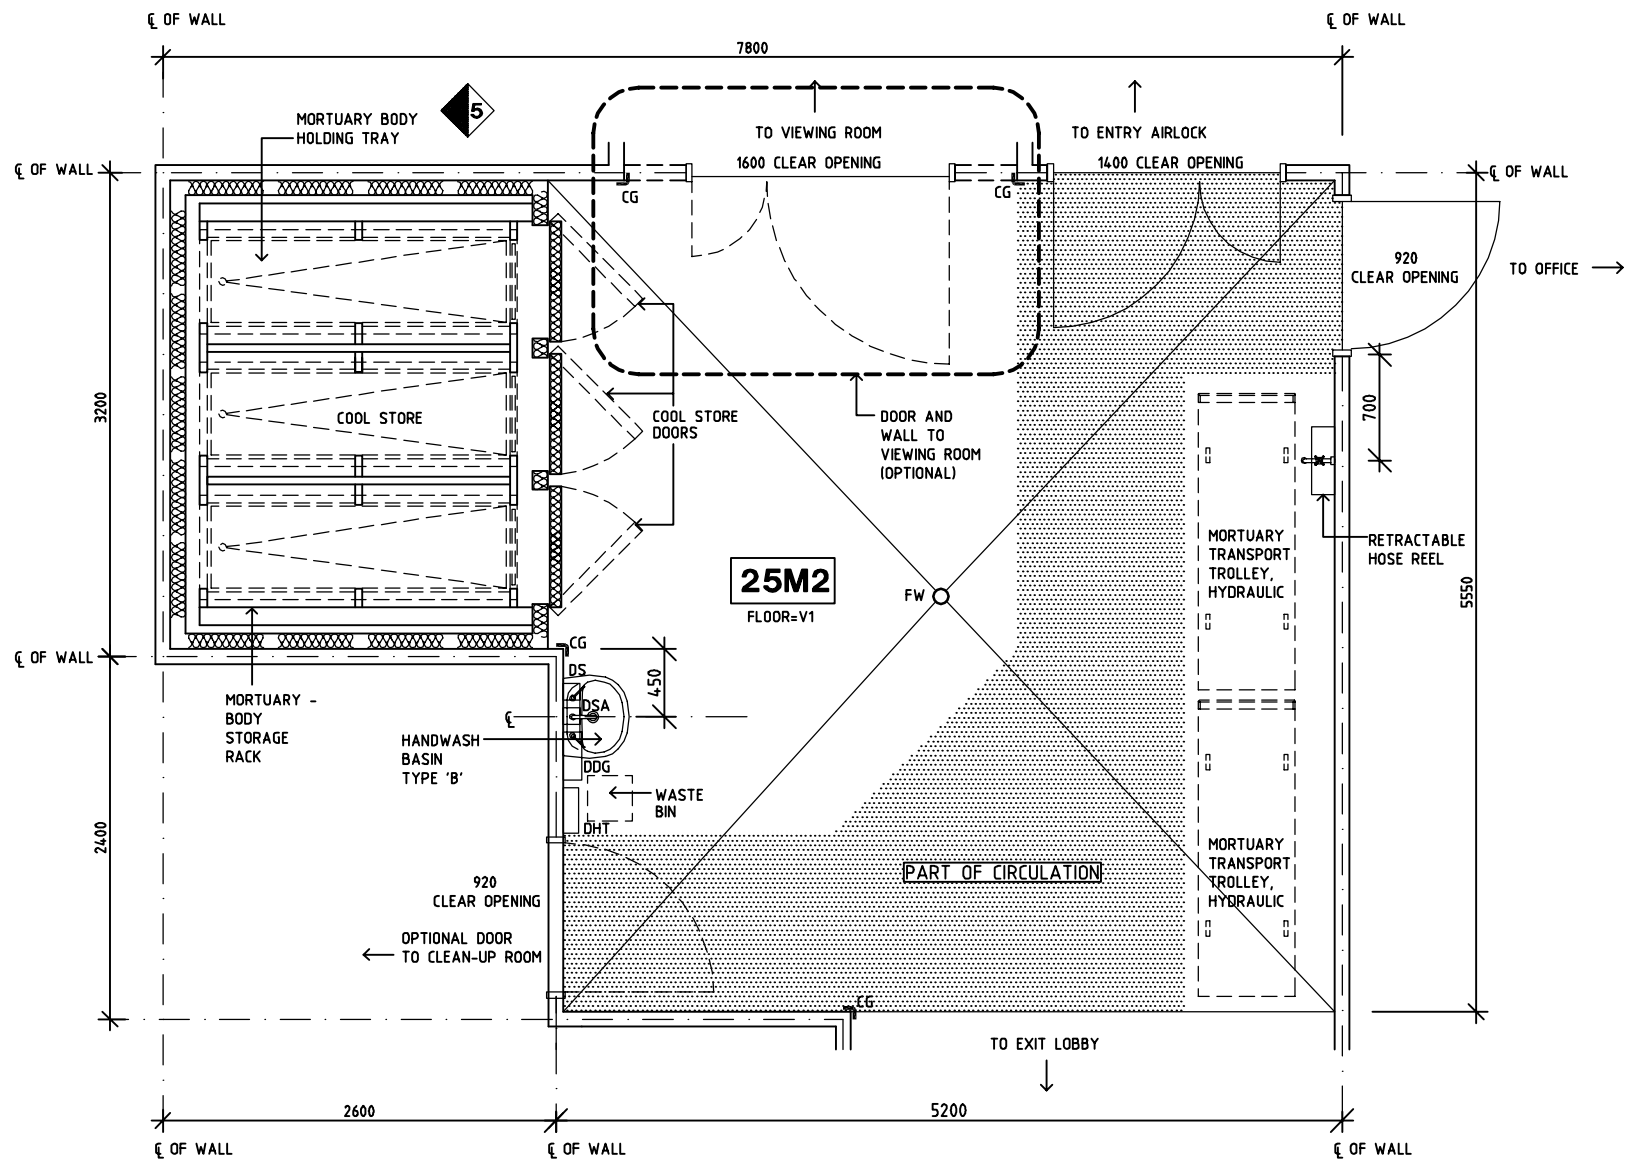 ℄ OF WALL
℄ OF WALL
7800
5
MORTUARY BODY
HOLDING TRAY
TO VIEWING ROOM
1600 CLEAR OPENING
TO ENTRY AIRLOCK
1400 CLEAR OPENING
℄ OF WALL
℄ OF WALL
CG
CG
920
CLEAR OPENING
TO OFFICE
3200
COOL STORE
COOL STORE
DOORS
DOOR AND
WALL TO
VIEWING ROOM
(OPTIONAL)
700
MORTUARY
TRANSPORT
TROLLEY,
HYDRAULIC
RETRACTABLE
HOSE REEL
25M2
FLOOR=V1
FW
5550
℄ OF WALL
CG
DS
DSA
450
℄
MORTUARY -
BODY
STORAGE
RACK
HANDWASH
BASIN
TYPE 'B'
DDG
WASTE
BIN
DHT
2400
MORTUARY
TRANSPORT
TROLLEY,
HYDRAULIC
PART OF CIRCULATION
920
CLEAR OPENING
OPTIONAL DOOR
TO CLEAN-UP ROOM
CG
TO EXIT LOBBY
2600
5200
℄ OF WALL
℄ OF WALL
℄ OF WALL